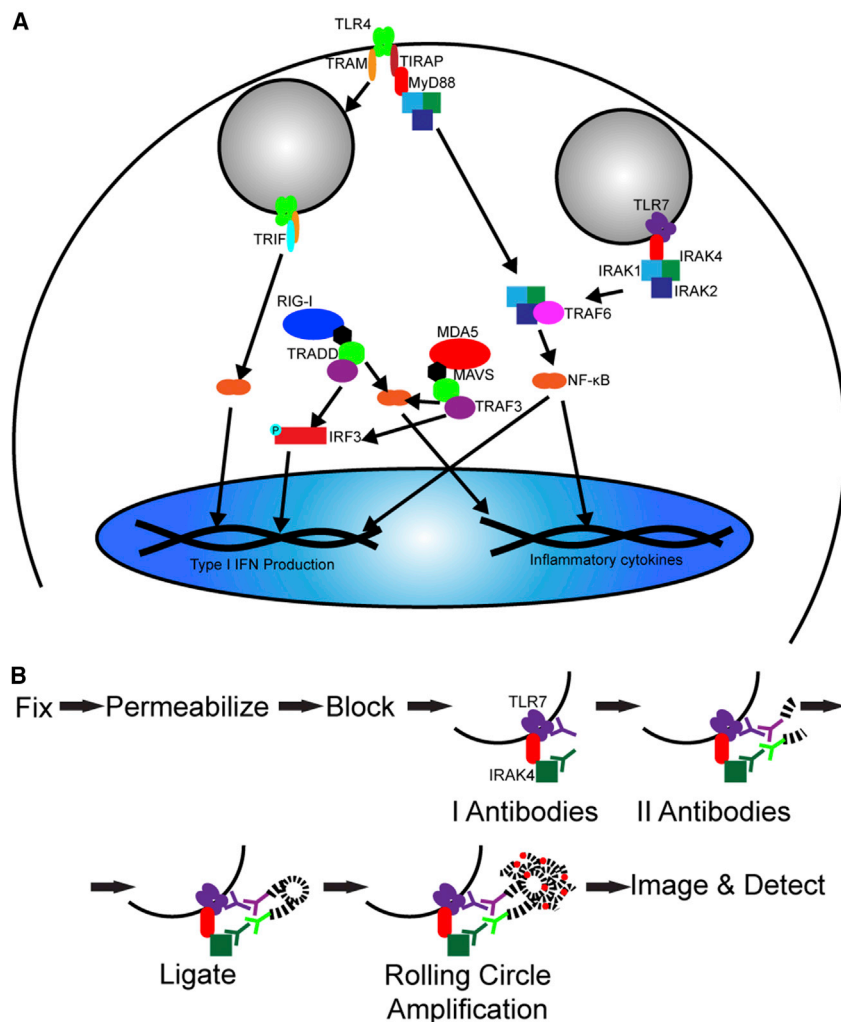 A
TLR4
TRAM
TIRAP
MyD88
TRIF
TLR7
IRAK1
IRAK4
IRAK2
TRAF6
RIG-I
TRADD
MDA5
MAVS
TRAF3
NF-κB
P
IRF3
Type I IFN Production
Inflammatory cytokines
B
Fix
Permeabilize
Block
TLR7
IRAK4
I Antibodies
II Antibodies
Ligate
Rolling Circle
Amplification
Image & Detect